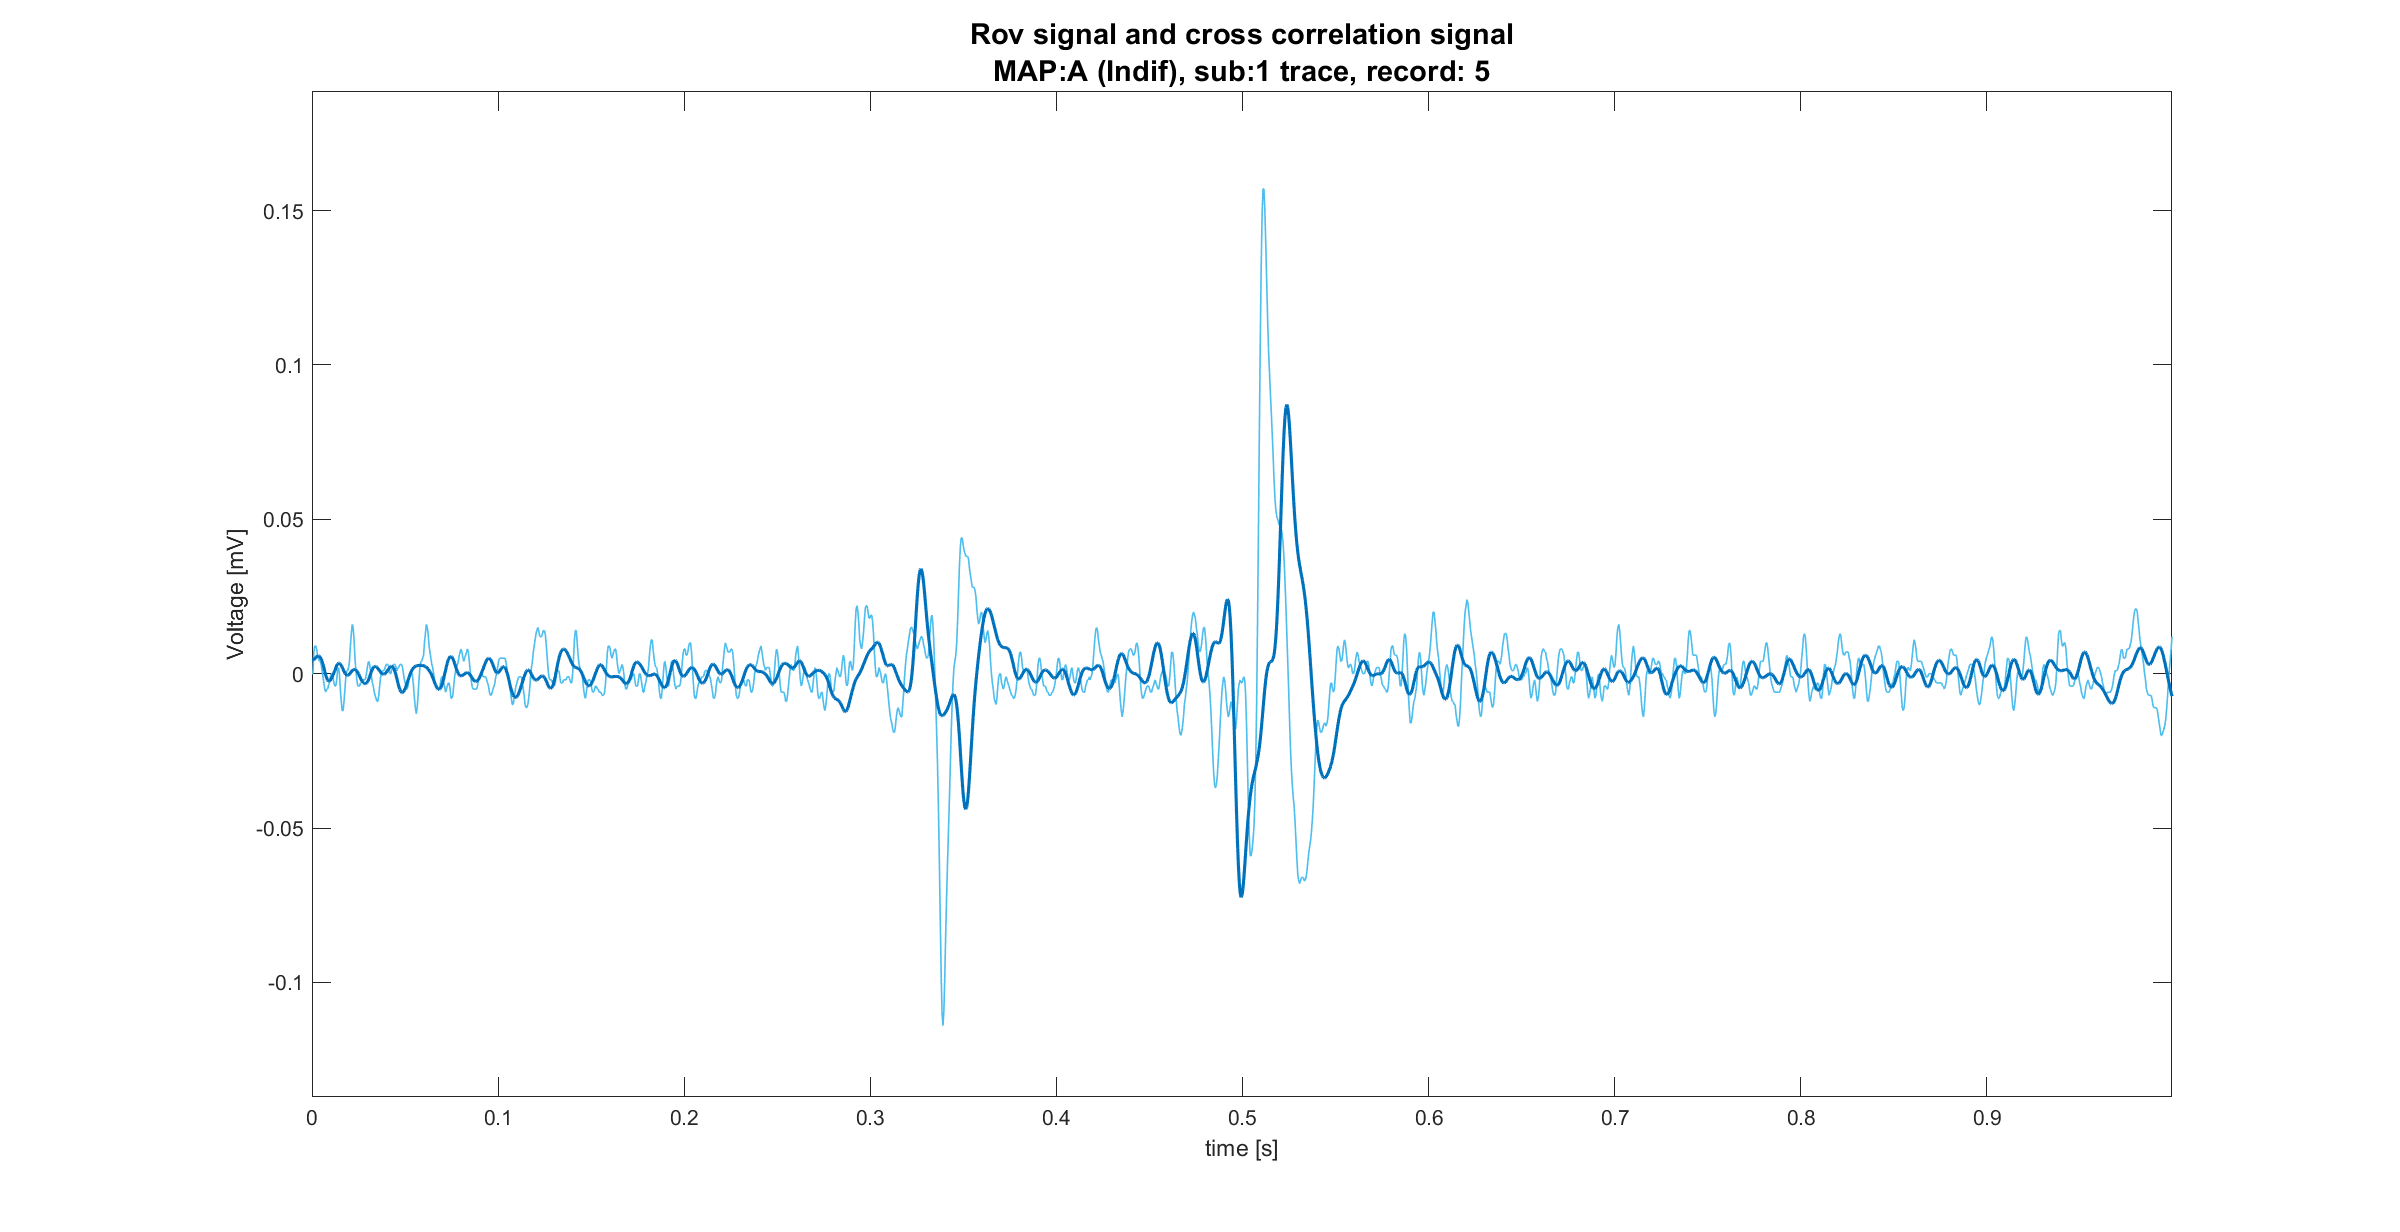 Rov signal and cross correlation signal
MAP:A (Indif), sub:1 trace, record: 5
0.15
0.1
0.05
0
-0.05
-0.1
Voltage [mV]
0 0.1 0.2 0.3 0.4 0.5 0.6 0.7 0.8 0.9
time [s]